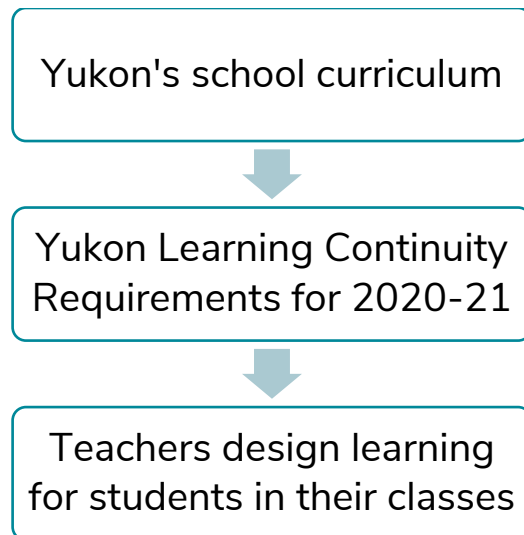 Yukon's school curriculum
Yukon Learning Continuity
Requirements for 2020-21
Teachers design learning
for students in their classes